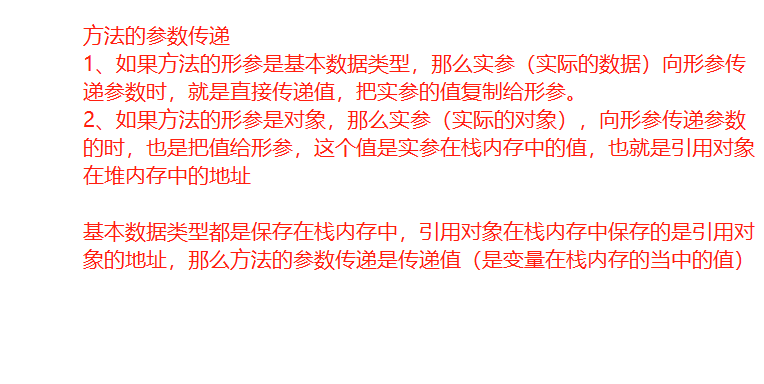 方法的参数传递
1、如果方法的形参是基本数据类型，那么实参（实际的数据）向形参传
递参数时，就是直接传递值，把实参的值复制给形参。
2、如果方法的形参是对象，那么实参（实际的对象），向形参传递参数
的时，也是把值给形参，这个值是实参在栈内存中的值，也就是引用对象
在堆内存中的地址
基本数据类型都是保存在栈内存中，引用对象在栈内存中保存的是引用对
象的地址，那么方法的参数传递是传递值（是变量在栈内存的当中的值）